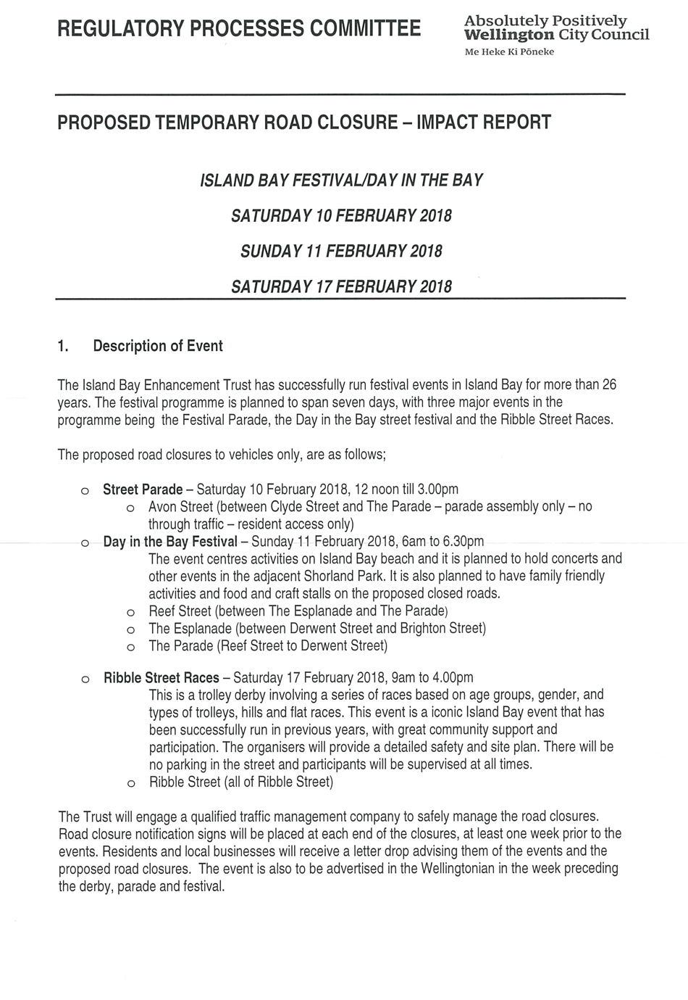 REGULATORY PROCESSES COMMITTEE
Absolutely Positively
Wellington City Council
Me Heke Ki Pōneke
PROPOSED TEMPORARY ROAD CLOSURE – IMPACT REPORT
ISLAND BAY FESTIVAL/DAY IN THE BAY
SATURDAY 10 FEBRUARY 2018
SUNDAY 11 FEBRUARY 2018
SATURDAY 17 FEBRUARY 2018
1. Description of Event
The Island Bay Enhancement Trust has successfully run festival events in Island Bay for more than 26
years. The festival programme is planned to span seven days, with three major events in the
programme being the Festival Parade, the Day in the Bay street festival and the Ribble Street Races.
The proposed road closures to vehicles only, are as follows;
o Street Parade – Saturday 10 February 2018, 12 noon till 3.00pm
o Avon Street (between Clyde Street and The Parade – parade assembly only – no
through traffic – resident access only)
o Day in the Bay Festival – Sunday 11 February 2018, 6am to 6.30pm
The event centres activities on Island Bay beach and it is planned to hold concerts and
other events in the adjacent Shorland Park. It is also planned to have family friendly
activities and food and craft stalls on the proposed closed roads.
o Reef Street (between The Esplanade and The Parade)
o The Esplanade (between Derwent Street and Brighton Street)
o The Parade (Reef Street to Derwent Street)
o Ribble Street Races – Saturday 17 February 2018, 9am to 4.00pm
This is a trolley derby involving a series of races based on age groups, gender, and
types of trolleys, hills and flat races. This event is a iconic Island Bay event that has
been successfully run in previous years, with great community support and
participation. The organisers will provide a detailed safety and site plan. There will be
no parking in the street and participants will be supervised at all times.
o Ribble Street (all of Ribble Street)
The Trust will engage a qualified traffic management company to safely manage the road closures.
Road closure notification signs will be placed at each end of the closures, at least one week prior to the
events. Residents and local businesses will receive a letter drop advising them of the events and the
proposed road closures. The event is also to be advertised in the Wellingtonian in the week preceding
the derby, parade and festival.